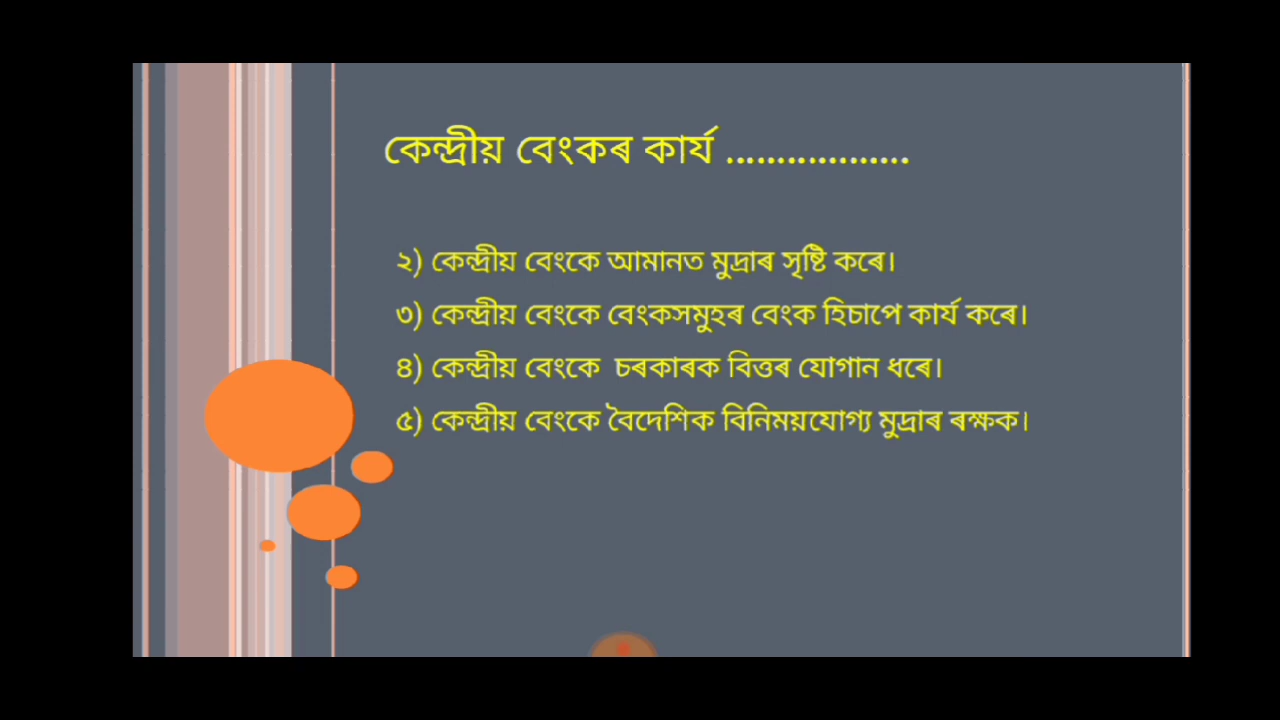 কেন্দ্ৰীয় বেংকৰ কাৰ্য ..................
২) কেন্দ্ৰীয় বেংকে আমানত মুদ্ৰাৰ সৃষ্টি কৰে।
৩) কেন্দ্ৰীয় বেংকে বেংকসমুহৰ বেংক হিচাপে কাৰ্য কৰে।
৪) কেন্দ্ৰীয় বেংকে চৰকাৰক বিত্তৰ যোগান ধৰে।
৫) কেন্দ্ৰীয় বেংকে বৈদেশিক বিনিময়যোগ্য মুদ্ৰাৰ ৰক্ষক।